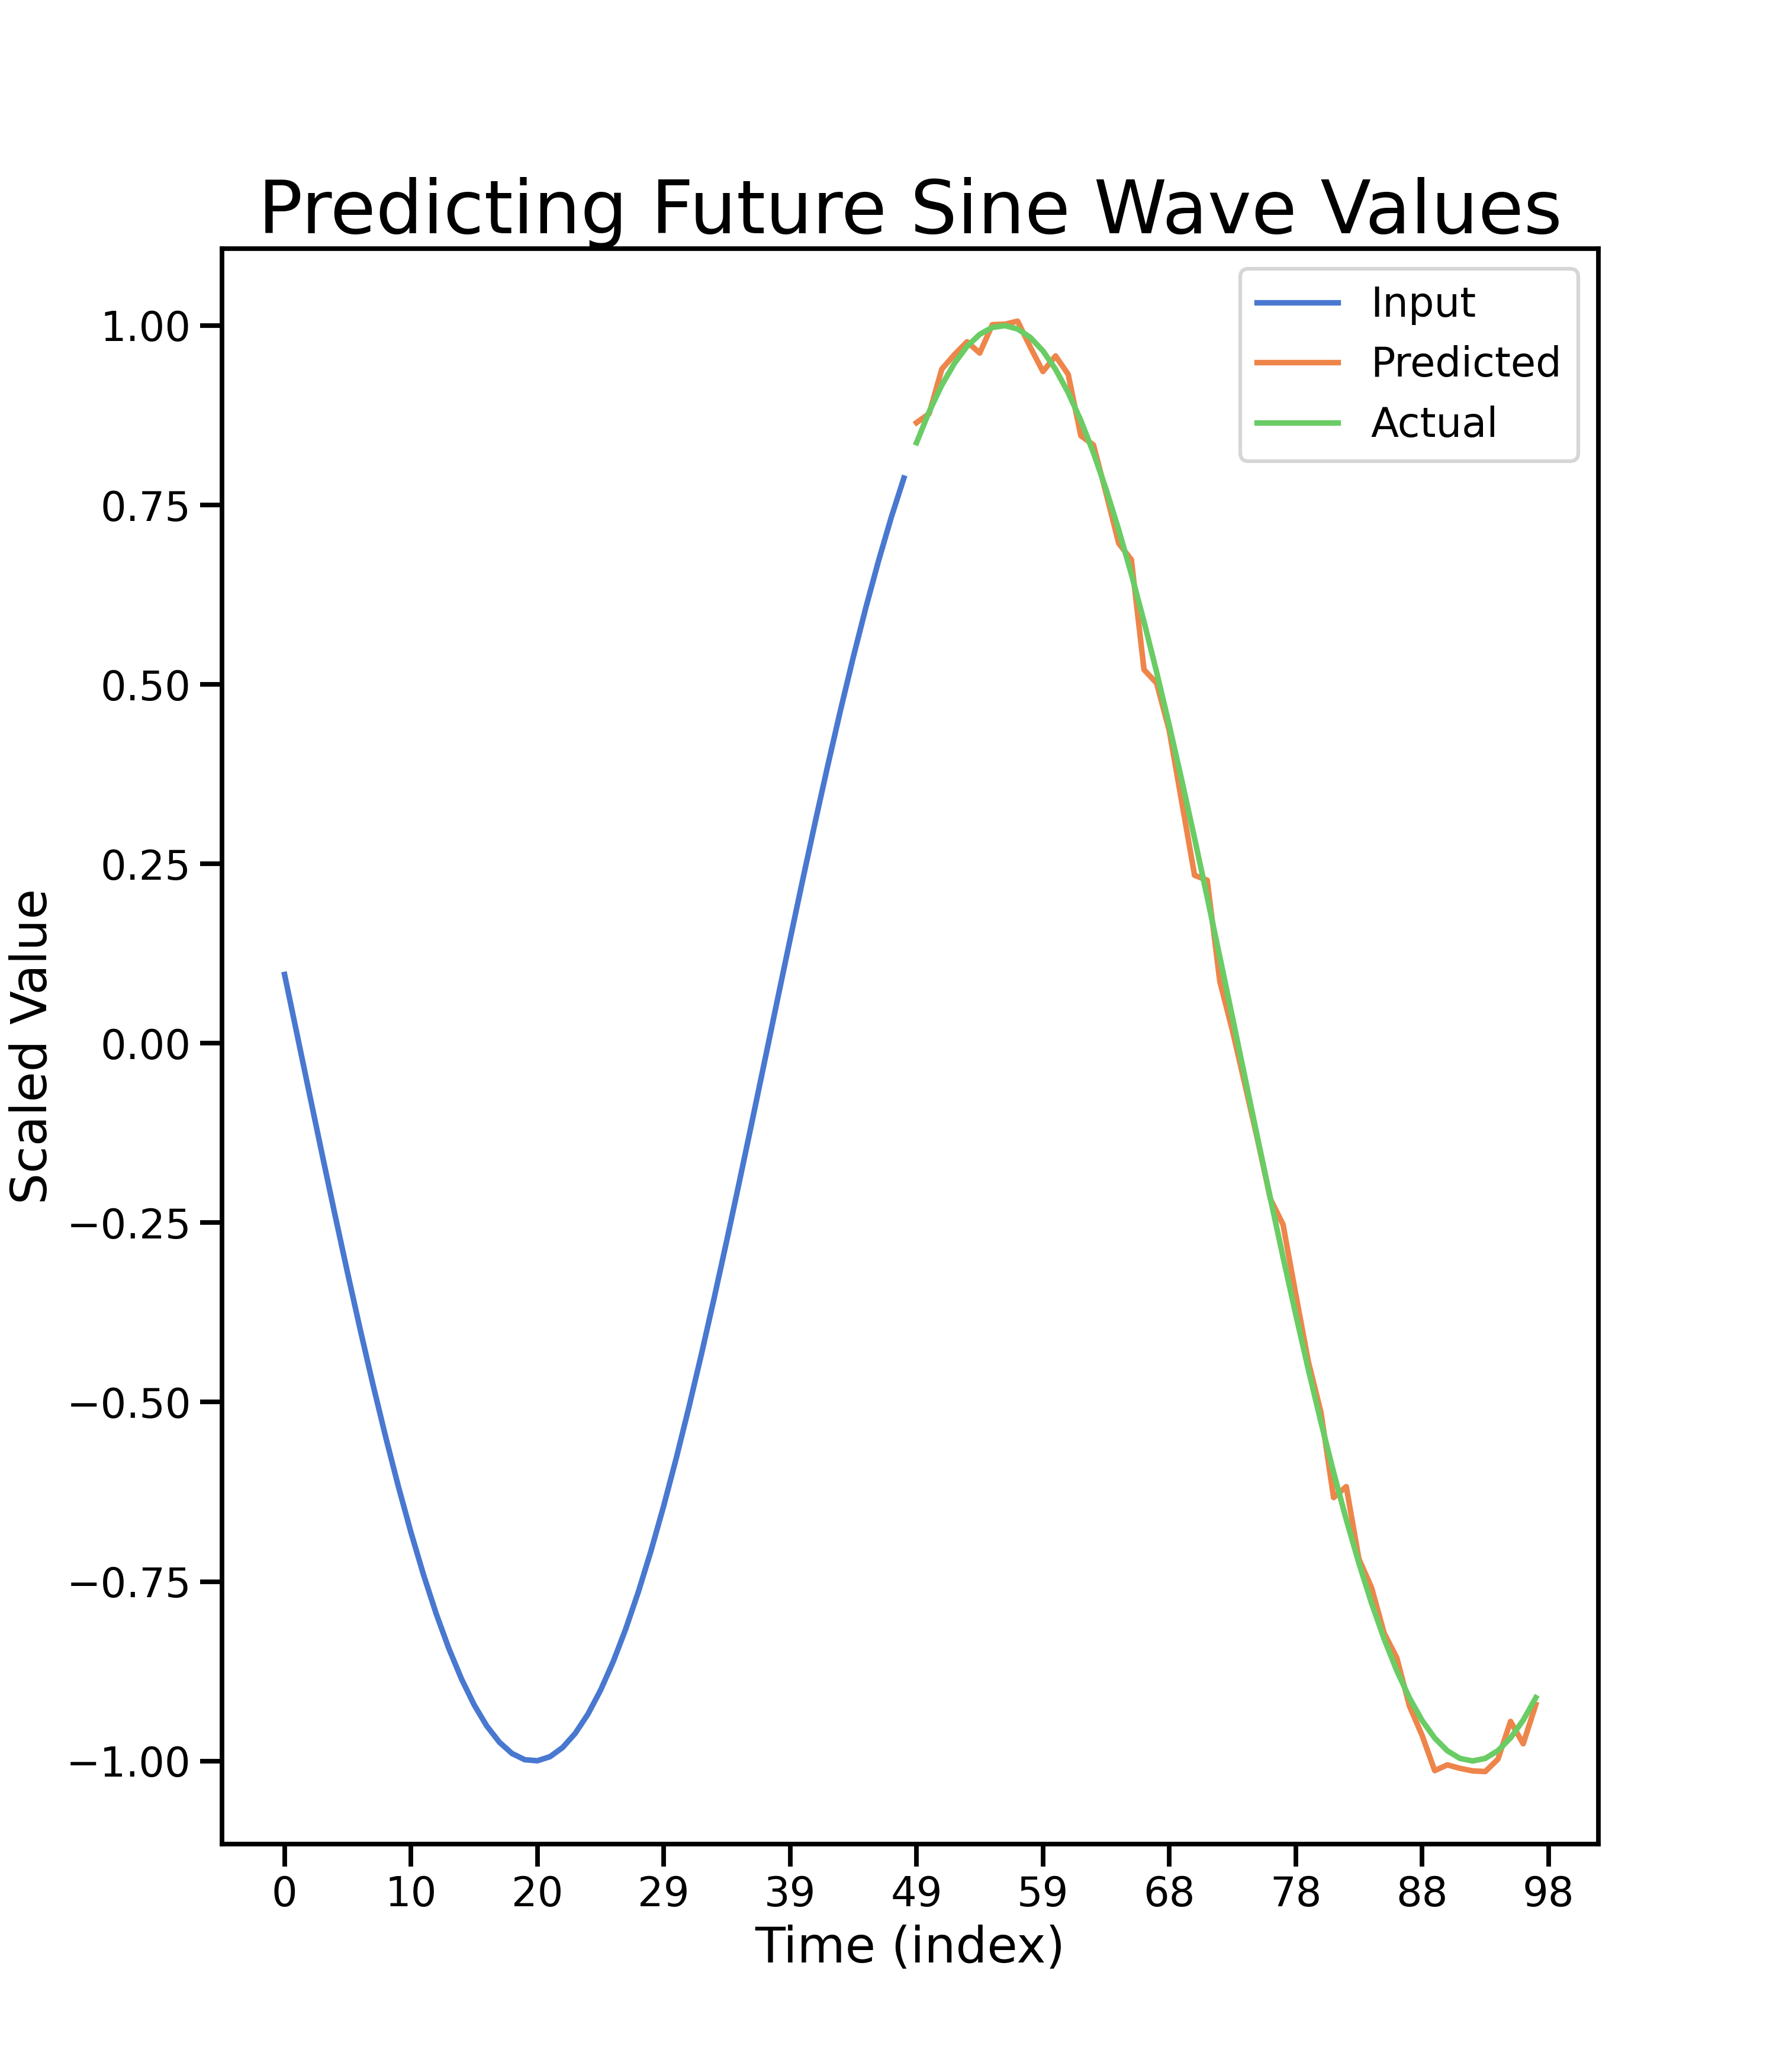 Predicting Future Sine Wave Values
Input
Predicted
Actual
1.00
0.75
0.50
0.25
0.00
−0.25
−0.50
−0.75
−1.00
Scaled Value
0 10 20 29 39 49 59 68 78 88 98
Time (index)